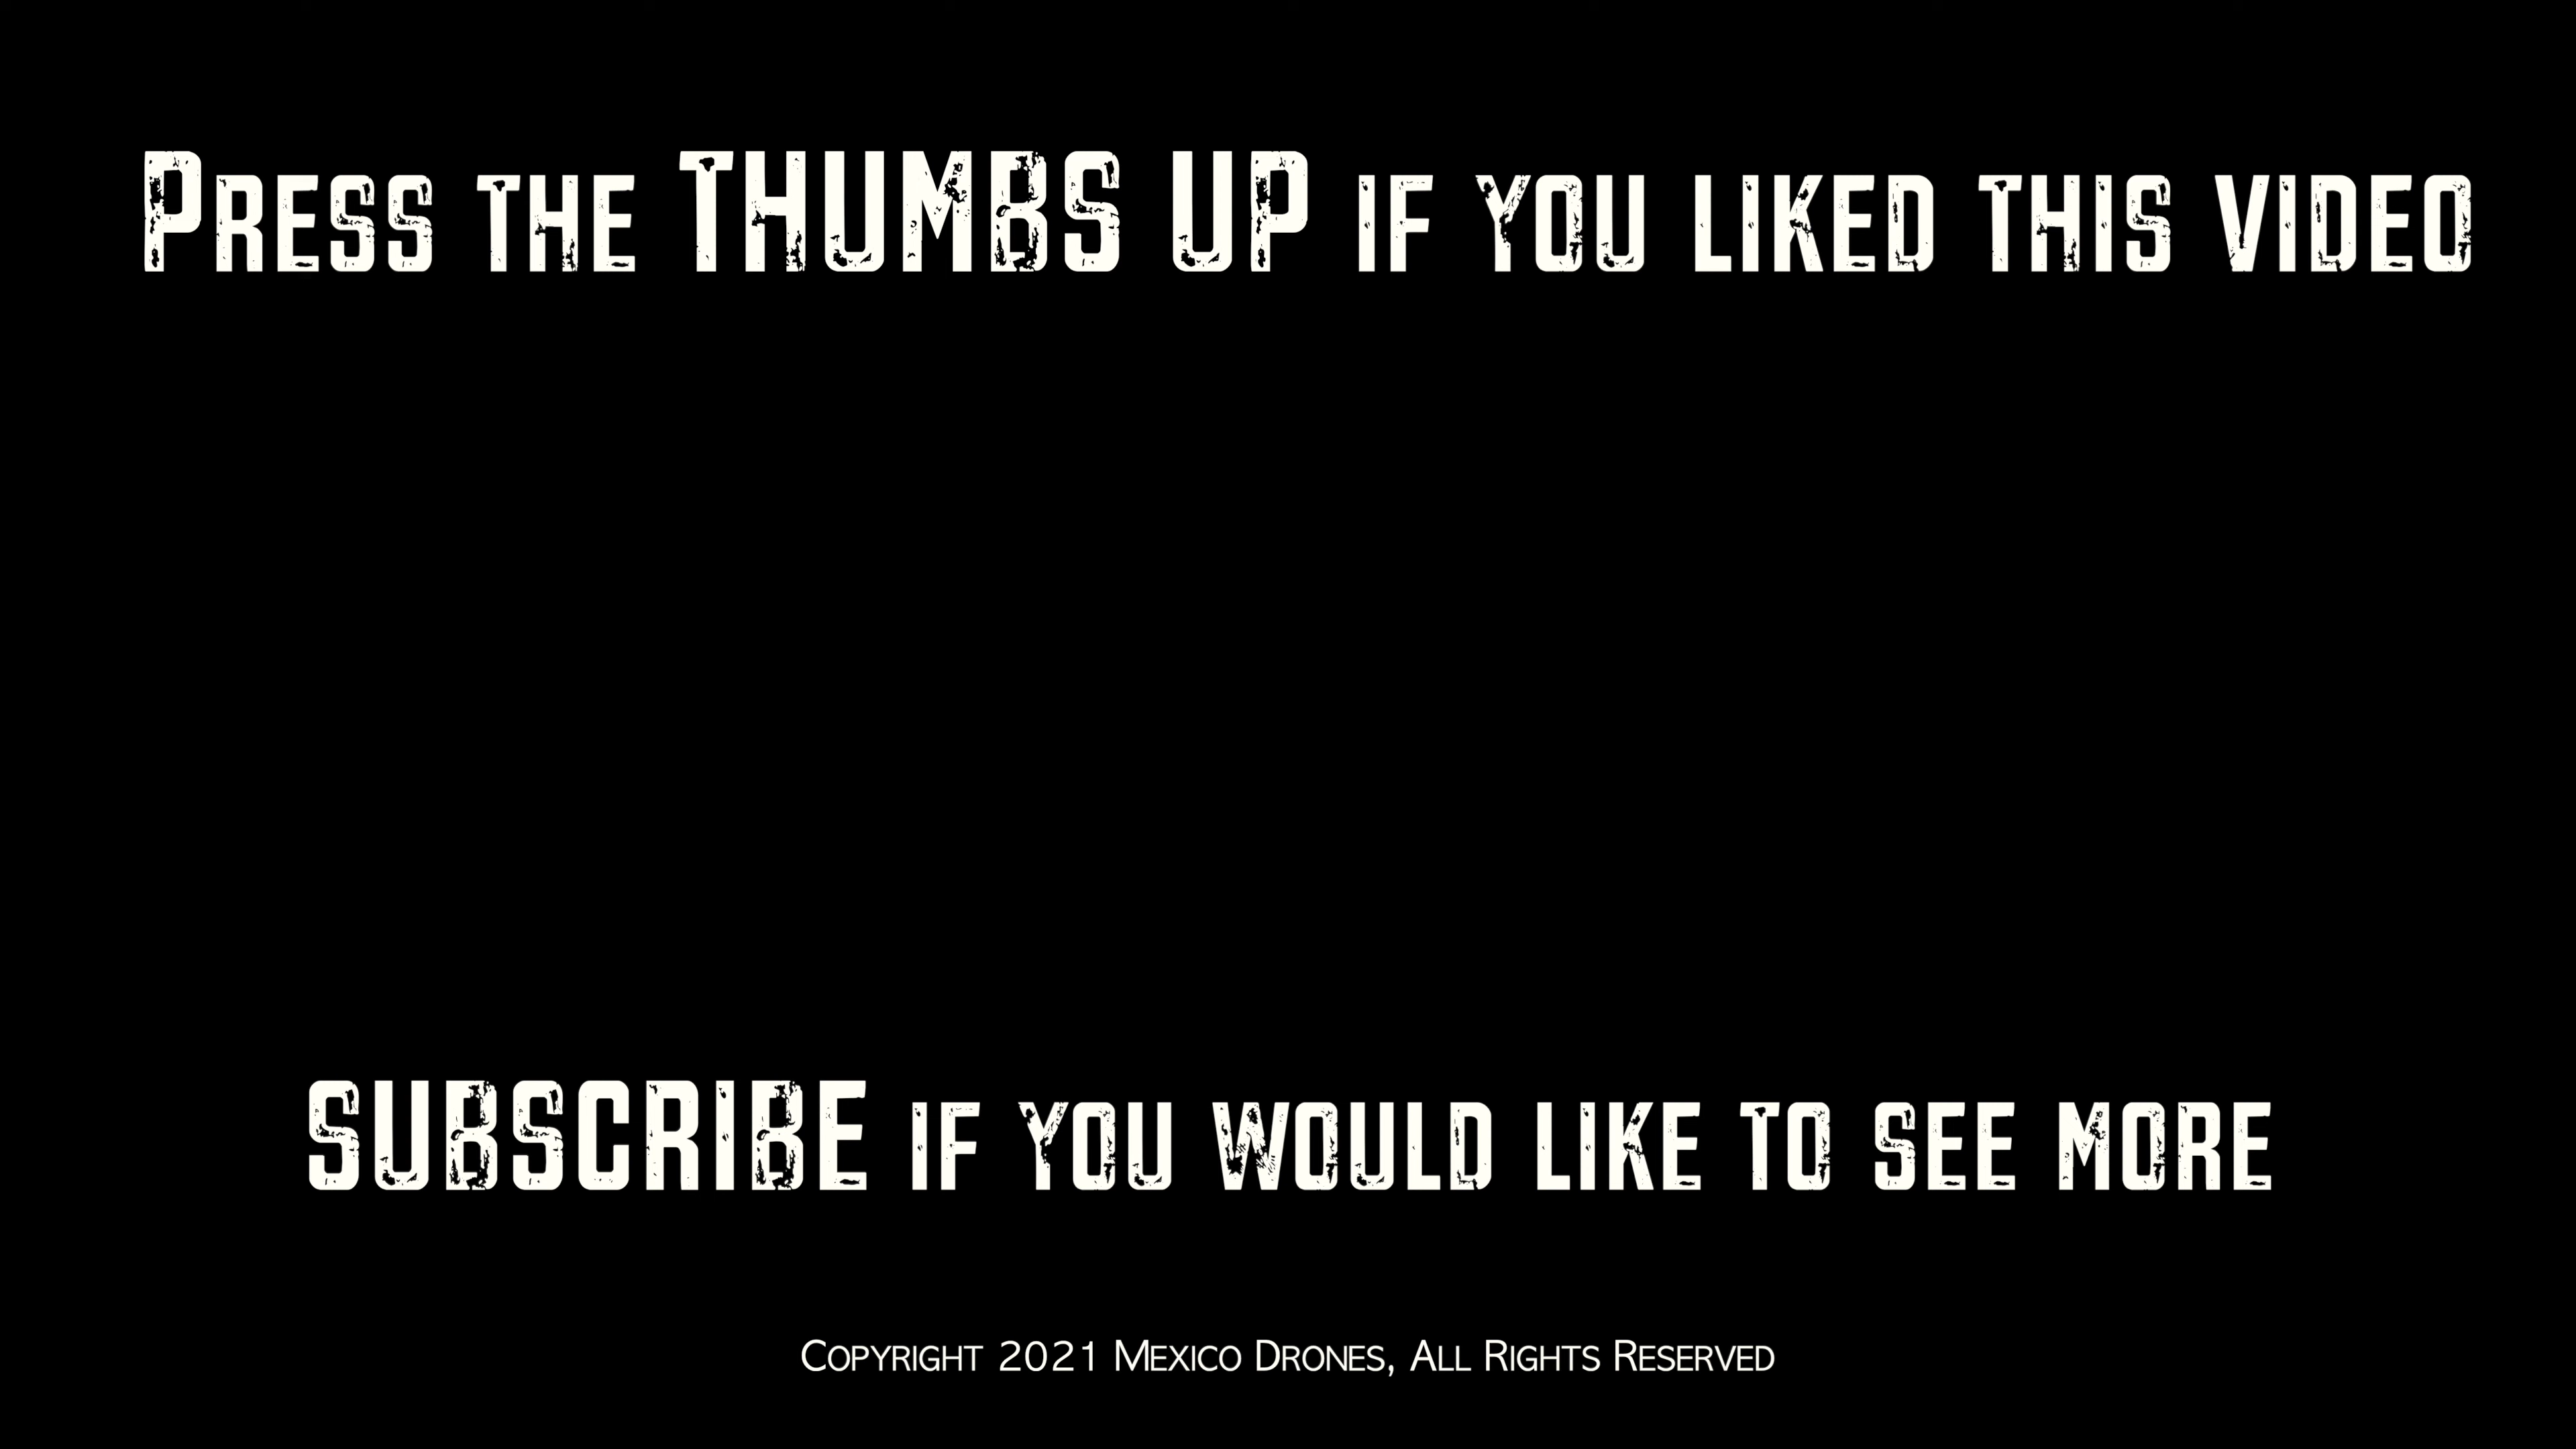 Press the THUMBS UP if you liked this video
SUBSCRIBE if you would like to see more
Copyright 2021 Mexico Drones, All Rights Reserved